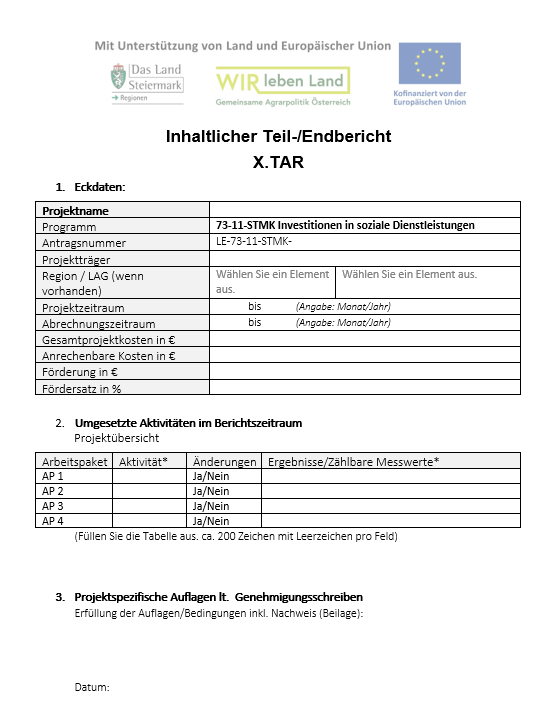 Mit Unterstützung von Land und Europäischer Union
Das Land
Steiermark
→ Regionen
WIR leben Land
Gemeinsame Agrarpolitik Österreich
Kofinanziert von der
Europäischen Union
Inhaltlicher Teil-/Endbericht
X.TAR
1. Eckdaten:
Projektname
Programm 73-11-STMK Investitionen in soziale Dienstleistungen
Antragsnummer LE-73-11-STMK-
Projektträger
Region / LAG (wenn vorhanden) Wählen Sie ein Element aus. Wählen Sie ein Element aus.
Projektzeitraum bis (Angabe: Monat/Jahr)
Abrechnungszeitraum bis (Angabe: Monat/Jahr)
Gesamtprojektkosten in €
Anrechenbare Kosten in €
Förderung in €
Fördersatz in %
2. Umgesetzte Aktivitäten im Berichtszeitraum
Projektübersicht
Arbeitspaket Aktivität* Änderungen Ergebnisse/Zählbare Messwerte*
AP 1 Ja/Nein
AP 2 Ja/Nein
AP 3 Ja/Nein
AP 4 Ja/Nein
(Füllen Sie die Tabelle aus. ca. 200 Zeichen mit Leerzeichen pro Feld)
3. Projektspezifische Auflagen lt. Genehmigungsschreiben
Erfüllung der Auflagen/Bedingungen inkl. Nachweis (Beilage):
Datum: